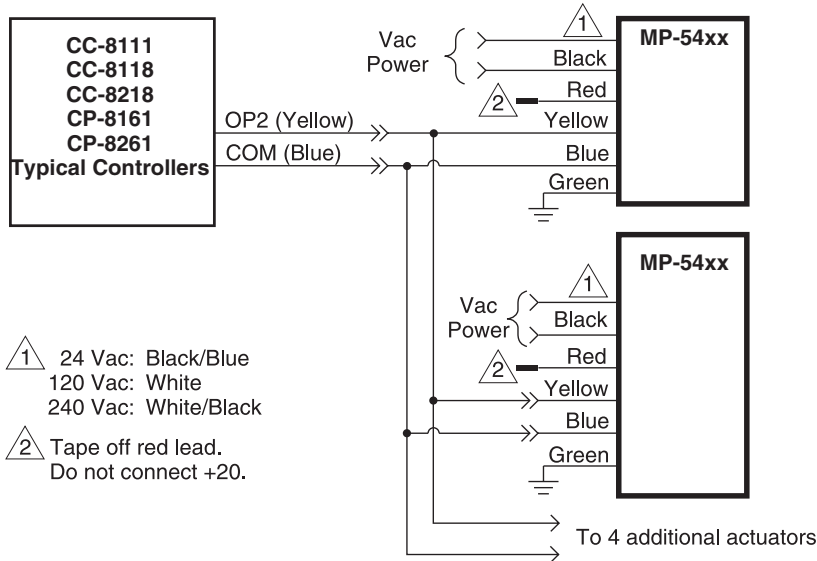 CC-8111
CC-8118
CC-8218
CP-8161
CP-8261
Typical Controllers
OP2 (Yellow)
COM (Blue)
Vac
Power
1
Black
2
Red
Yellow
Blue
Green
MP-54xx
Vac
Power
1
Black
2
Red
Yellow
Blue
Green
MP-54xx
1 24 Vac: Black/Blue
120 Vac: White
240 Vac: White/Black
2 Tape off red lead.
Do not connect +20.
To 4 additional actuators